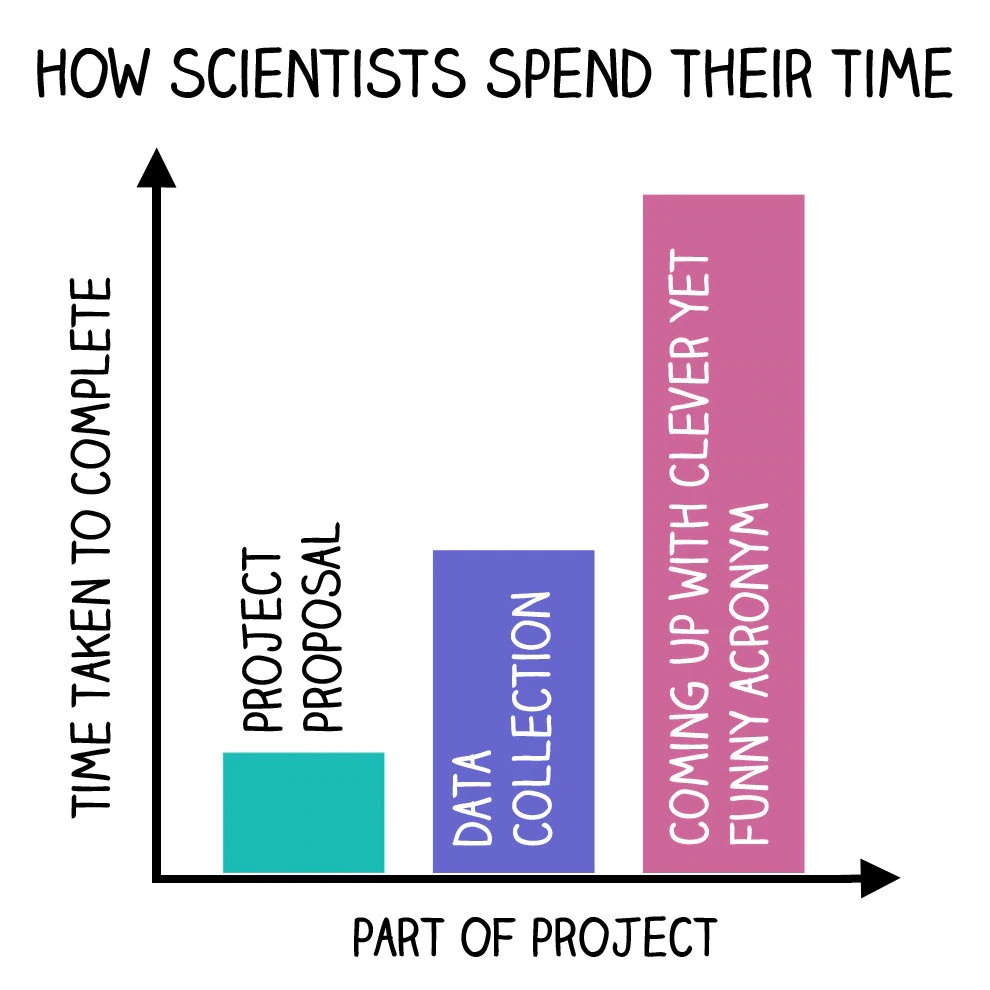 HOW SCIENTISTS SPEND THEIR TIME
TIME TAKEN TO COMPLETE
PROJECT
PROPOSAL
DATA
COLLECTION
COMING UP WITH CLEVER YET
FUNNY ACRONYM
PART OF PROJECT